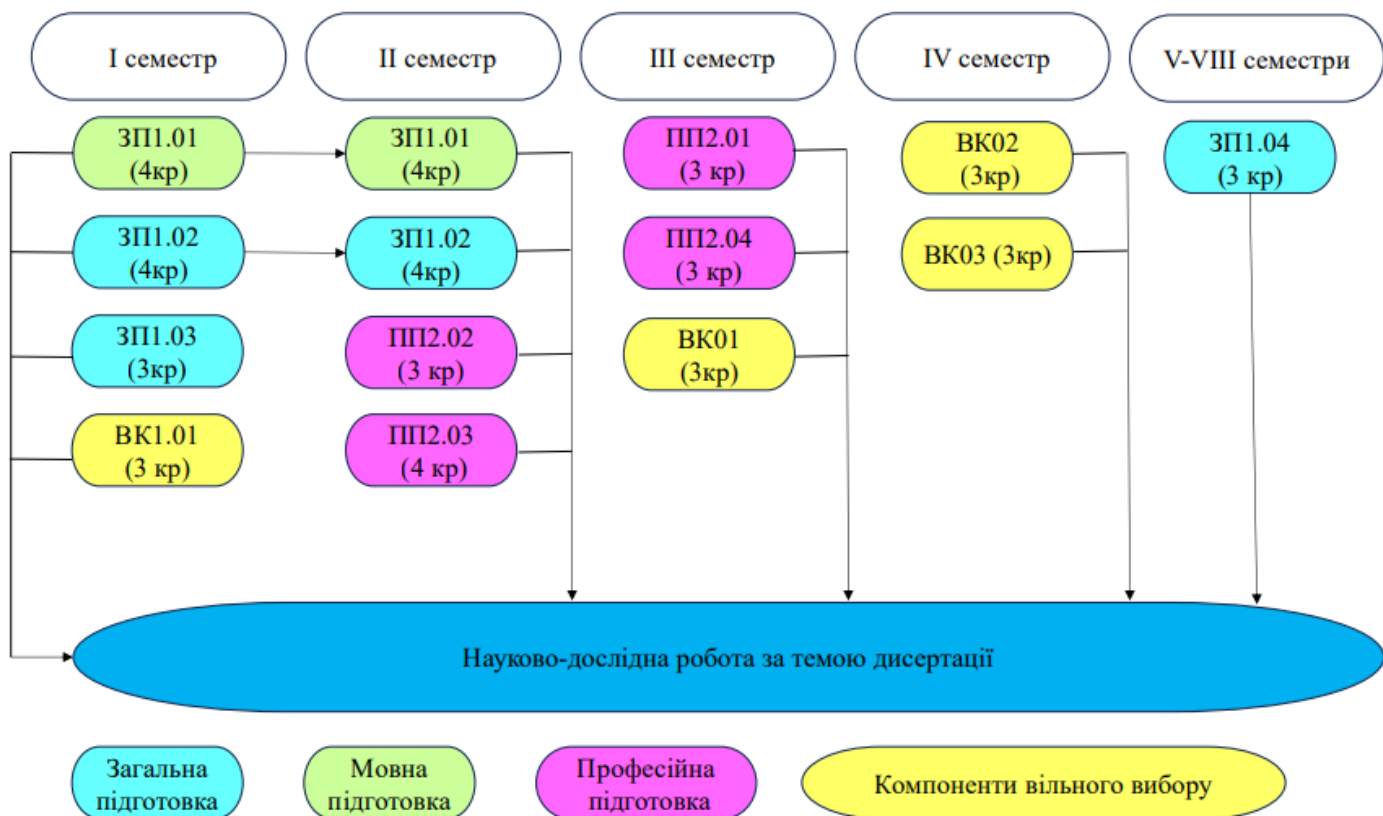 I семестр
II семестр
III семестр
IV семестр
V-VIII семестри
ЗП1.01
(4кр)
ЗП1.01
(4кр)
ПП2.01
(3 кр)
ВК02
(3кр)
ЗП1.04
(3 кр)
ЗП1.02
(4кр)
ЗП1.02
(4кр)
ПП2.04
(3 кр)
ВК03 (3кр)
ЗП1.03
(3кр)
ПП2.02
(3 кр)
ВК01
(3кр)
ВК1.01
(3 кр)
ПП2.03
(4 кр)
Науково-дослідна робота за темою дисертації
Загальна
підготовка
Мовна
підготовка
Професійна
підготовка
Компоненти вільного вибору